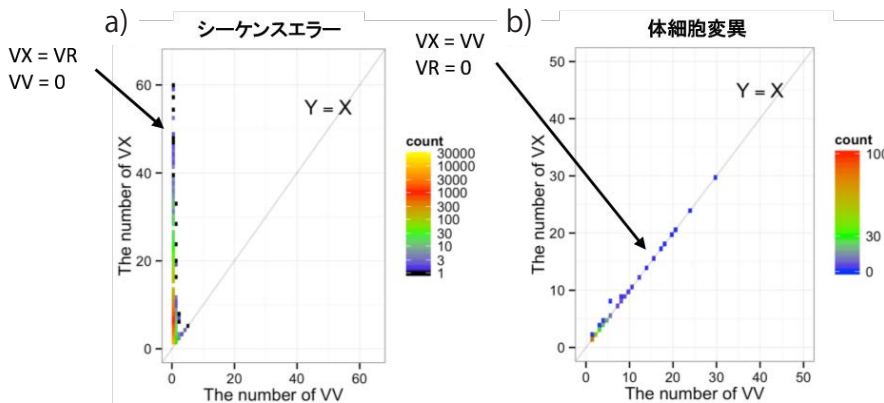 a) シーケンスエラー
VX = VR
VV = 0
Y = X
60
40
20
0
The number of VX
0 20 40 60
The number of VV
count
30000
10000
3000
1000
300
100
30
10
3
1
b) 体細胞変異
VX = VV
VR = 0
Y = X
50
40
30
20
10
0
The number of VX
0 10 20 30 40 50
The number of VV
count
100
30
0